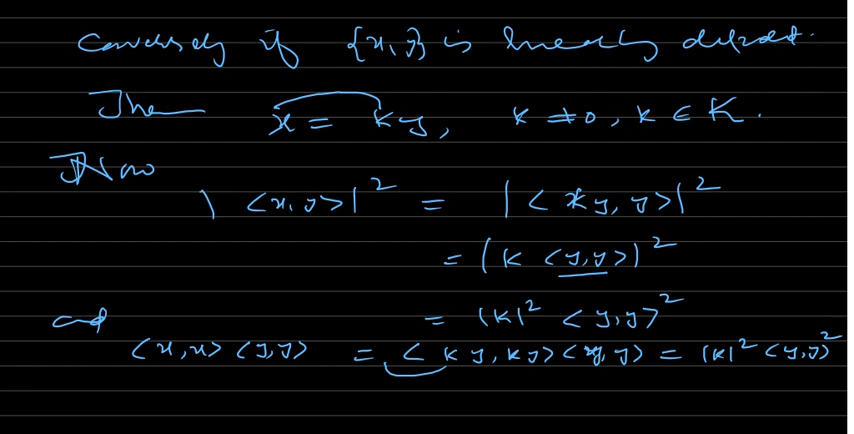 Conversely if {x, y} is linearly dependent.
Then x = ky, k ≠ 0, k ∈ K.
Now
|<x, y>|² = |<ky, y>|²
= |k <y, y>|²
= |k|² <y, y>²
and
<x, x> <y, y> = <ky, ky> <y, y> = |k|² <y, y>²